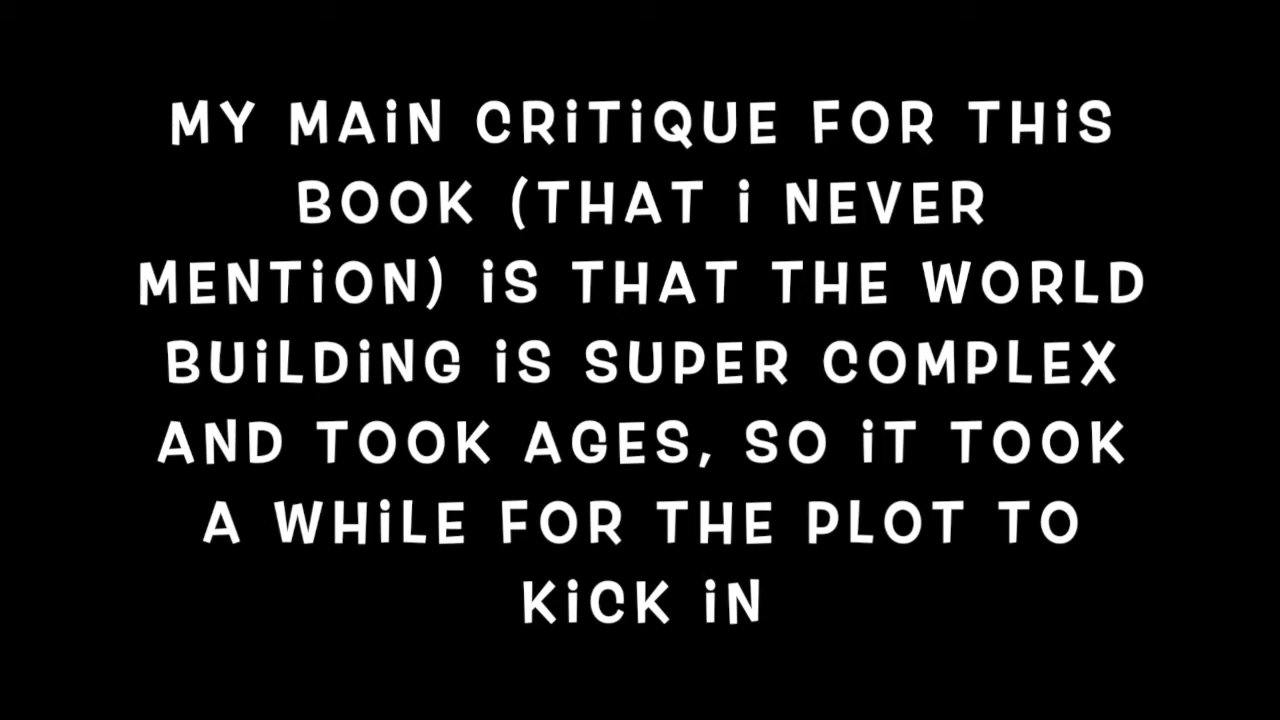 MY MAiN CRiTiQUE FOR THiS
BOOK (THAT i NEVER
MENTiON) iS THAT THE WORLD
BUiLDiNG iS SUPER COMPLEX
AND TOOK AGES, SO iT TOOK
A WHiLE FOR THE PLOT TO
KiCK iN